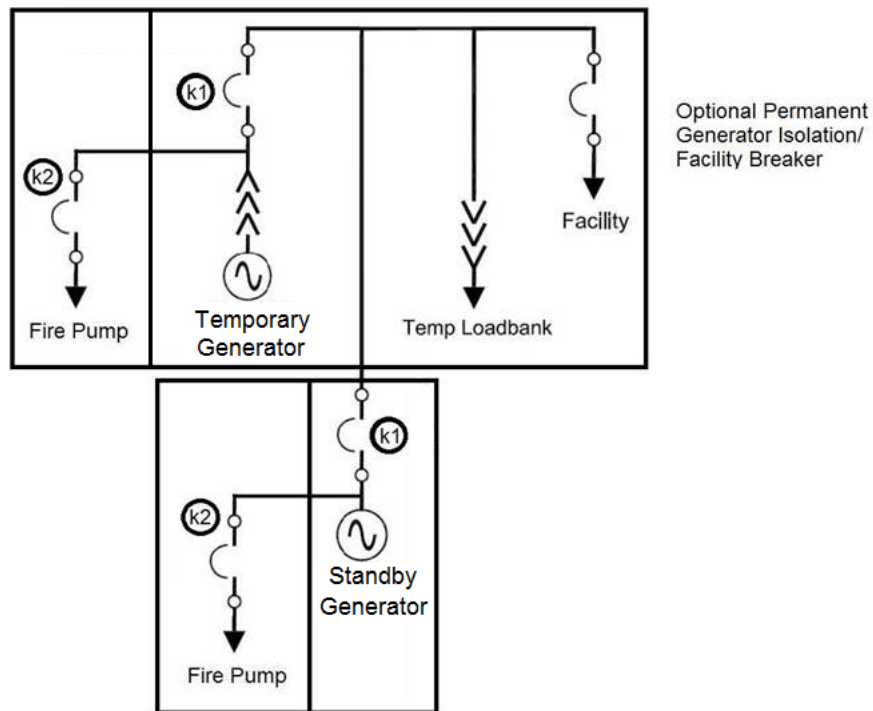 k1
k2
Optional Permanent
Generator Isolation/
Facility Breaker
Facility
Fire Pump
Temporary
Generator
Temp Loadbank
k1
k2
Standby
Generator
Fire Pump